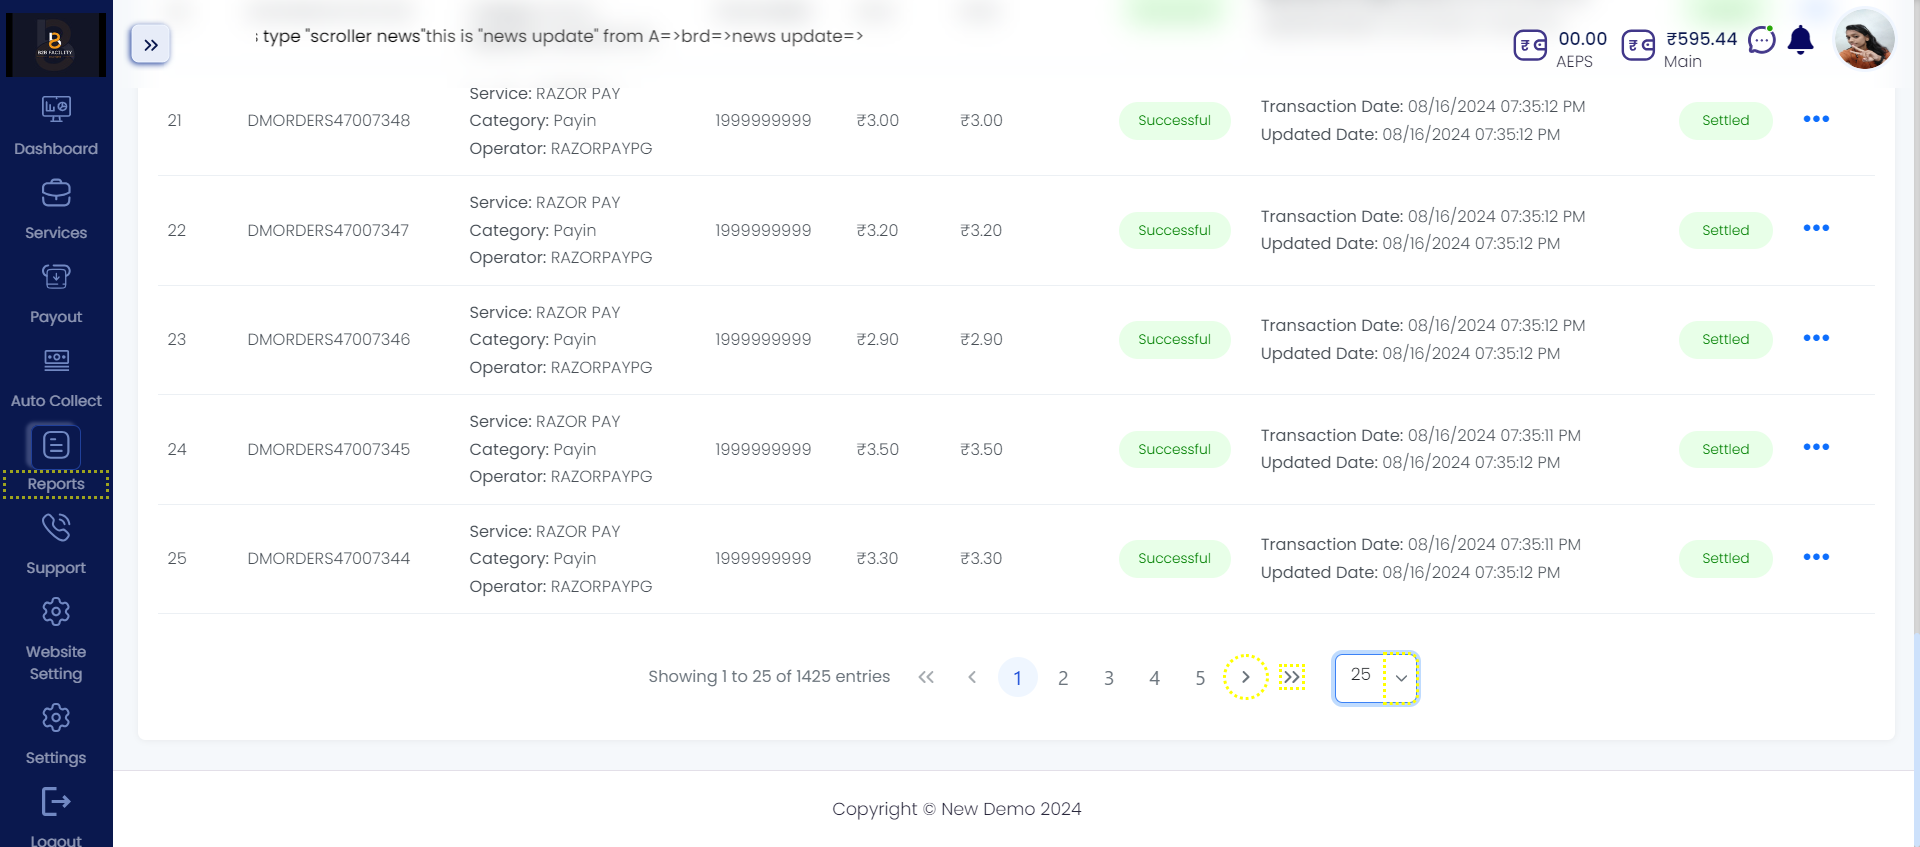 B2B FACILITY
s type "scroller news"this is "news update" from A=>brd=>news update=>
00.00
AEPS
₹595.44
Main
Dashboard
Services
Payout
Auto Collect
Reports
Support
Website
Setting
Settings
Logout
Service: RAZOR PAY
21 DMORDERS47007348 Category: Payin 1999999999 ₹3.00 ₹3.00 Successful Transaction Date: 08/16/2024 07:35:12 PM Settled
Operator: RAZORPAYPG Updated Date: 08/16/2024 07:35:12 PM
Service: RAZOR PAY
22 DMORDERS47007347 Category: Payin 1999999999 ₹3.20 ₹3.20 Successful Transaction Date: 08/16/2024 07:35:12 PM Settled
Operator: RAZORPAYPG Updated Date: 08/16/2024 07:35:12 PM
Service: RAZOR PAY
23 DMORDERS47007346 Category: Payin 1999999999 ₹2.90 ₹2.90 Successful Transaction Date: 08/16/2024 07:35:12 PM Settled
Operator: RAZORPAYPG Updated Date: 08/16/2024 07:35:12 PM
Service: RAZOR PAY
24 DMORDERS47007345 Category: Payin 1999999999 ₹3.50 ₹3.50 Successful Transaction Date: 08/16/2024 07:35:11 PM Settled
Operator: RAZORPAYPG Updated Date: 08/16/2024 07:35:12 PM
Service: RAZOR PAY
25 DMORDERS47007344 Category: Payin 1999999999 ₹3.30 ₹3.30 Successful Transaction Date: 08/16/2024 07:35:11 PM Settled
Operator: RAZORPAYPG Updated Date: 08/16/2024 07:35:12 PM
Showing 1 to 25 of 1425 entries « ‹ 1 2 3 4 5 › » 25
Copyright © New Demo 2024